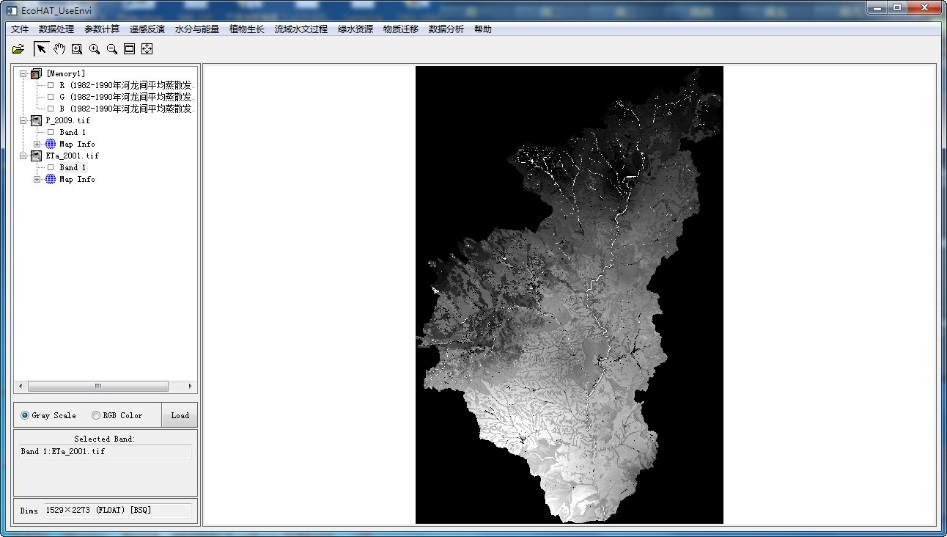 EcoHAT_UseEnvi
文件 数据处理 参数计算 遥感反演 水分与能量 植物生长 流域水文过程 绿水资源 物质迁移 数据分析 帮助
[Memory1]
R (1982-1990年河龙间平均蒸散发.
G (1982-1990年河龙间平均蒸散发.
B (1982-1990年河龙间平均蒸散发.
P_2009.tif
Band 1
Map Info
ETa_2001.tif
Band 1
Map Info
Gray Scale RGB Color Load
Selected Band:
Band 1:ETa_2001.tif
Dims 1529×2273 (FLOAT) [BSQ]